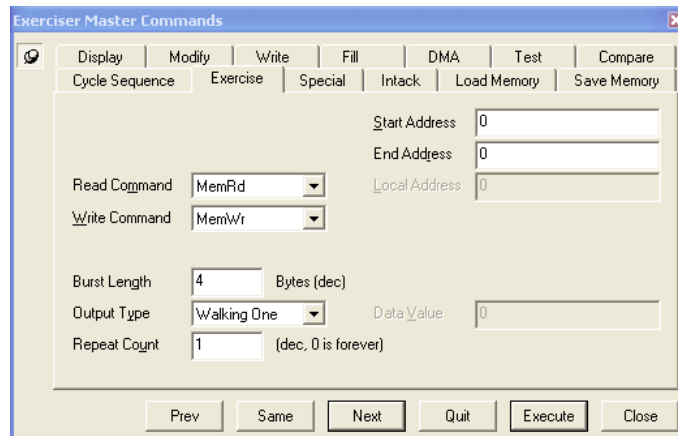 Exerciser Master Commands
Display Modify Write Fill DMA Test Compare
Cycle Sequence Exercise Special Intack Load Memory Save Memory
Start Address 0
End Address 0
Read Command MemRd Local Address 0
Write Command MemWr
Burst Length 4 Bytes (dec)
Output Type Walking One Data Value 0
Repeat Count 1 (dec, 0 is forever)
Prev Same Next Quit Execute Close